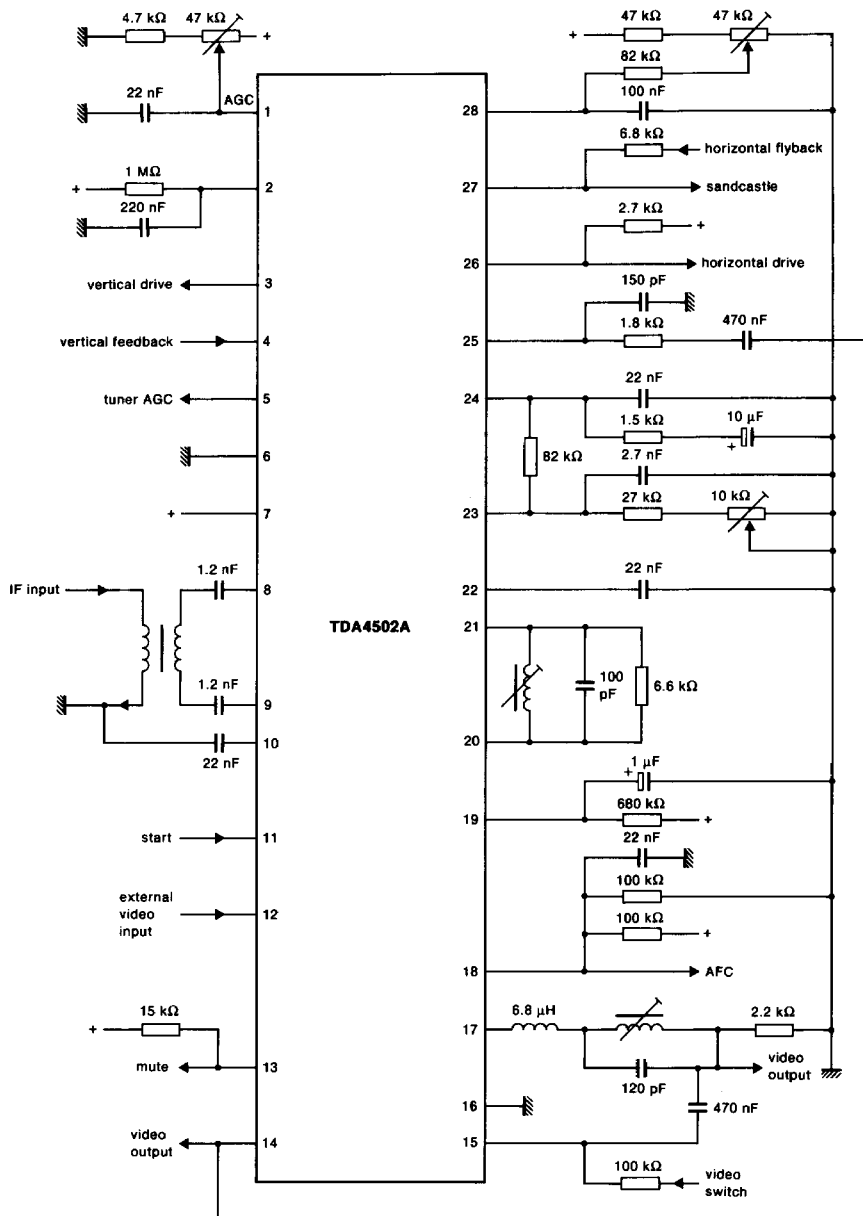 4.7 kΩ
47 kΩ
+
22 nF
AGC
1
1 MΩ
+
2
220 nF
vertical drive
3
vertical feedback
4
tuner AGC
5
6
+
7
1.2 nF
IF input
8
1.2 nF
9
10
22 nF
start
11
external
video
input
12
15 kΩ
+
mute
13
video
output
14
TDA4502A
47 kΩ
47 kΩ
+
82 kΩ
100 nF
28
6.8 kΩ
horizontal flyback
27
sandcastle
2.7 kΩ
+
26
horizontal drive
150 pF
1.8 kΩ
470 nF
25
22 nF
24
1.5 kΩ
10 µF
+
82 kΩ
2.7 nF
27 kΩ
10 kΩ
23
22 nF
22
21
100
pF
6.6 kΩ
20
1 µF
+
680 kΩ
19
+
22 nF
100 kΩ
100 kΩ
+
18
AFC
6.8 µH
2.2 kΩ
17
120 pF
video
output
16
470 nF
15
100 kΩ
video
switch